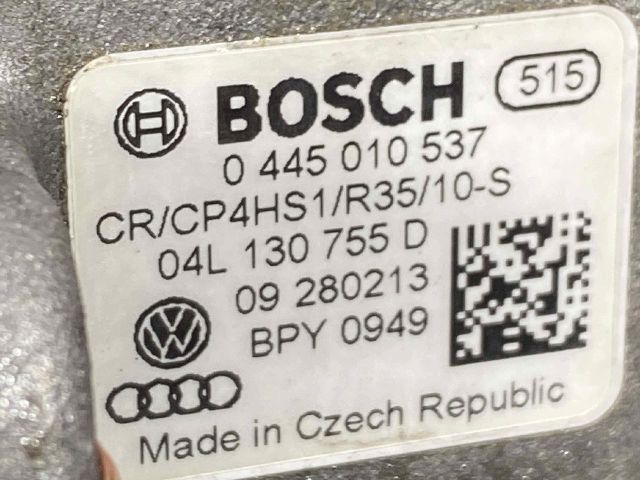 BOSCH 515
0 445 010 537
CR/CP4HS1/R35/10-S
04L 130 755 D
09 280213
BPY 0949
Made in Czech Republic